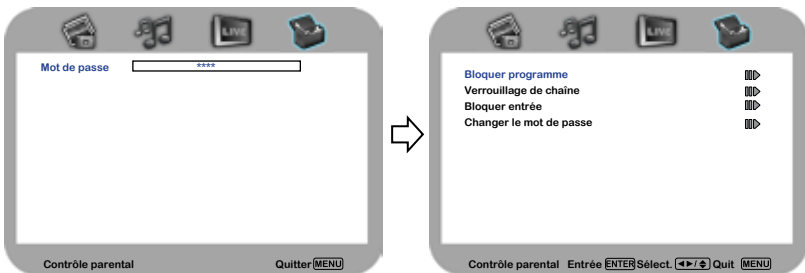 LIVE
Mot de passe ****
Contrôle parental Quitter MENU
LIVE
Bloquer programme
Verrouillage de chaîne
Bloquer entrée
Changer le mot de passe
Contrôle parental Entrée ENTER Sélect. ◄►/◆ Quit MENU